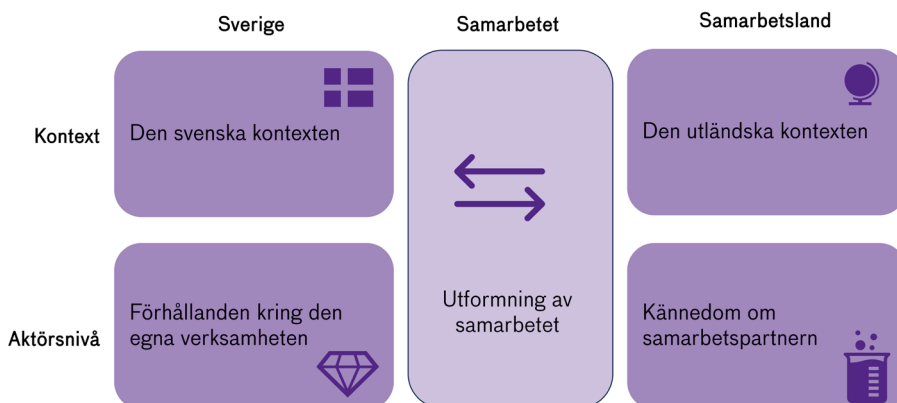 Sverige
Samarbetet
Samarbetsland
Kontext
Den svenska kontexten
Den utländska kontexten
Aktörsnivå
Förhållanden kring den
egna verksamheten
Utformning av
samarbetet
Kännedom om
samarbetspartnern